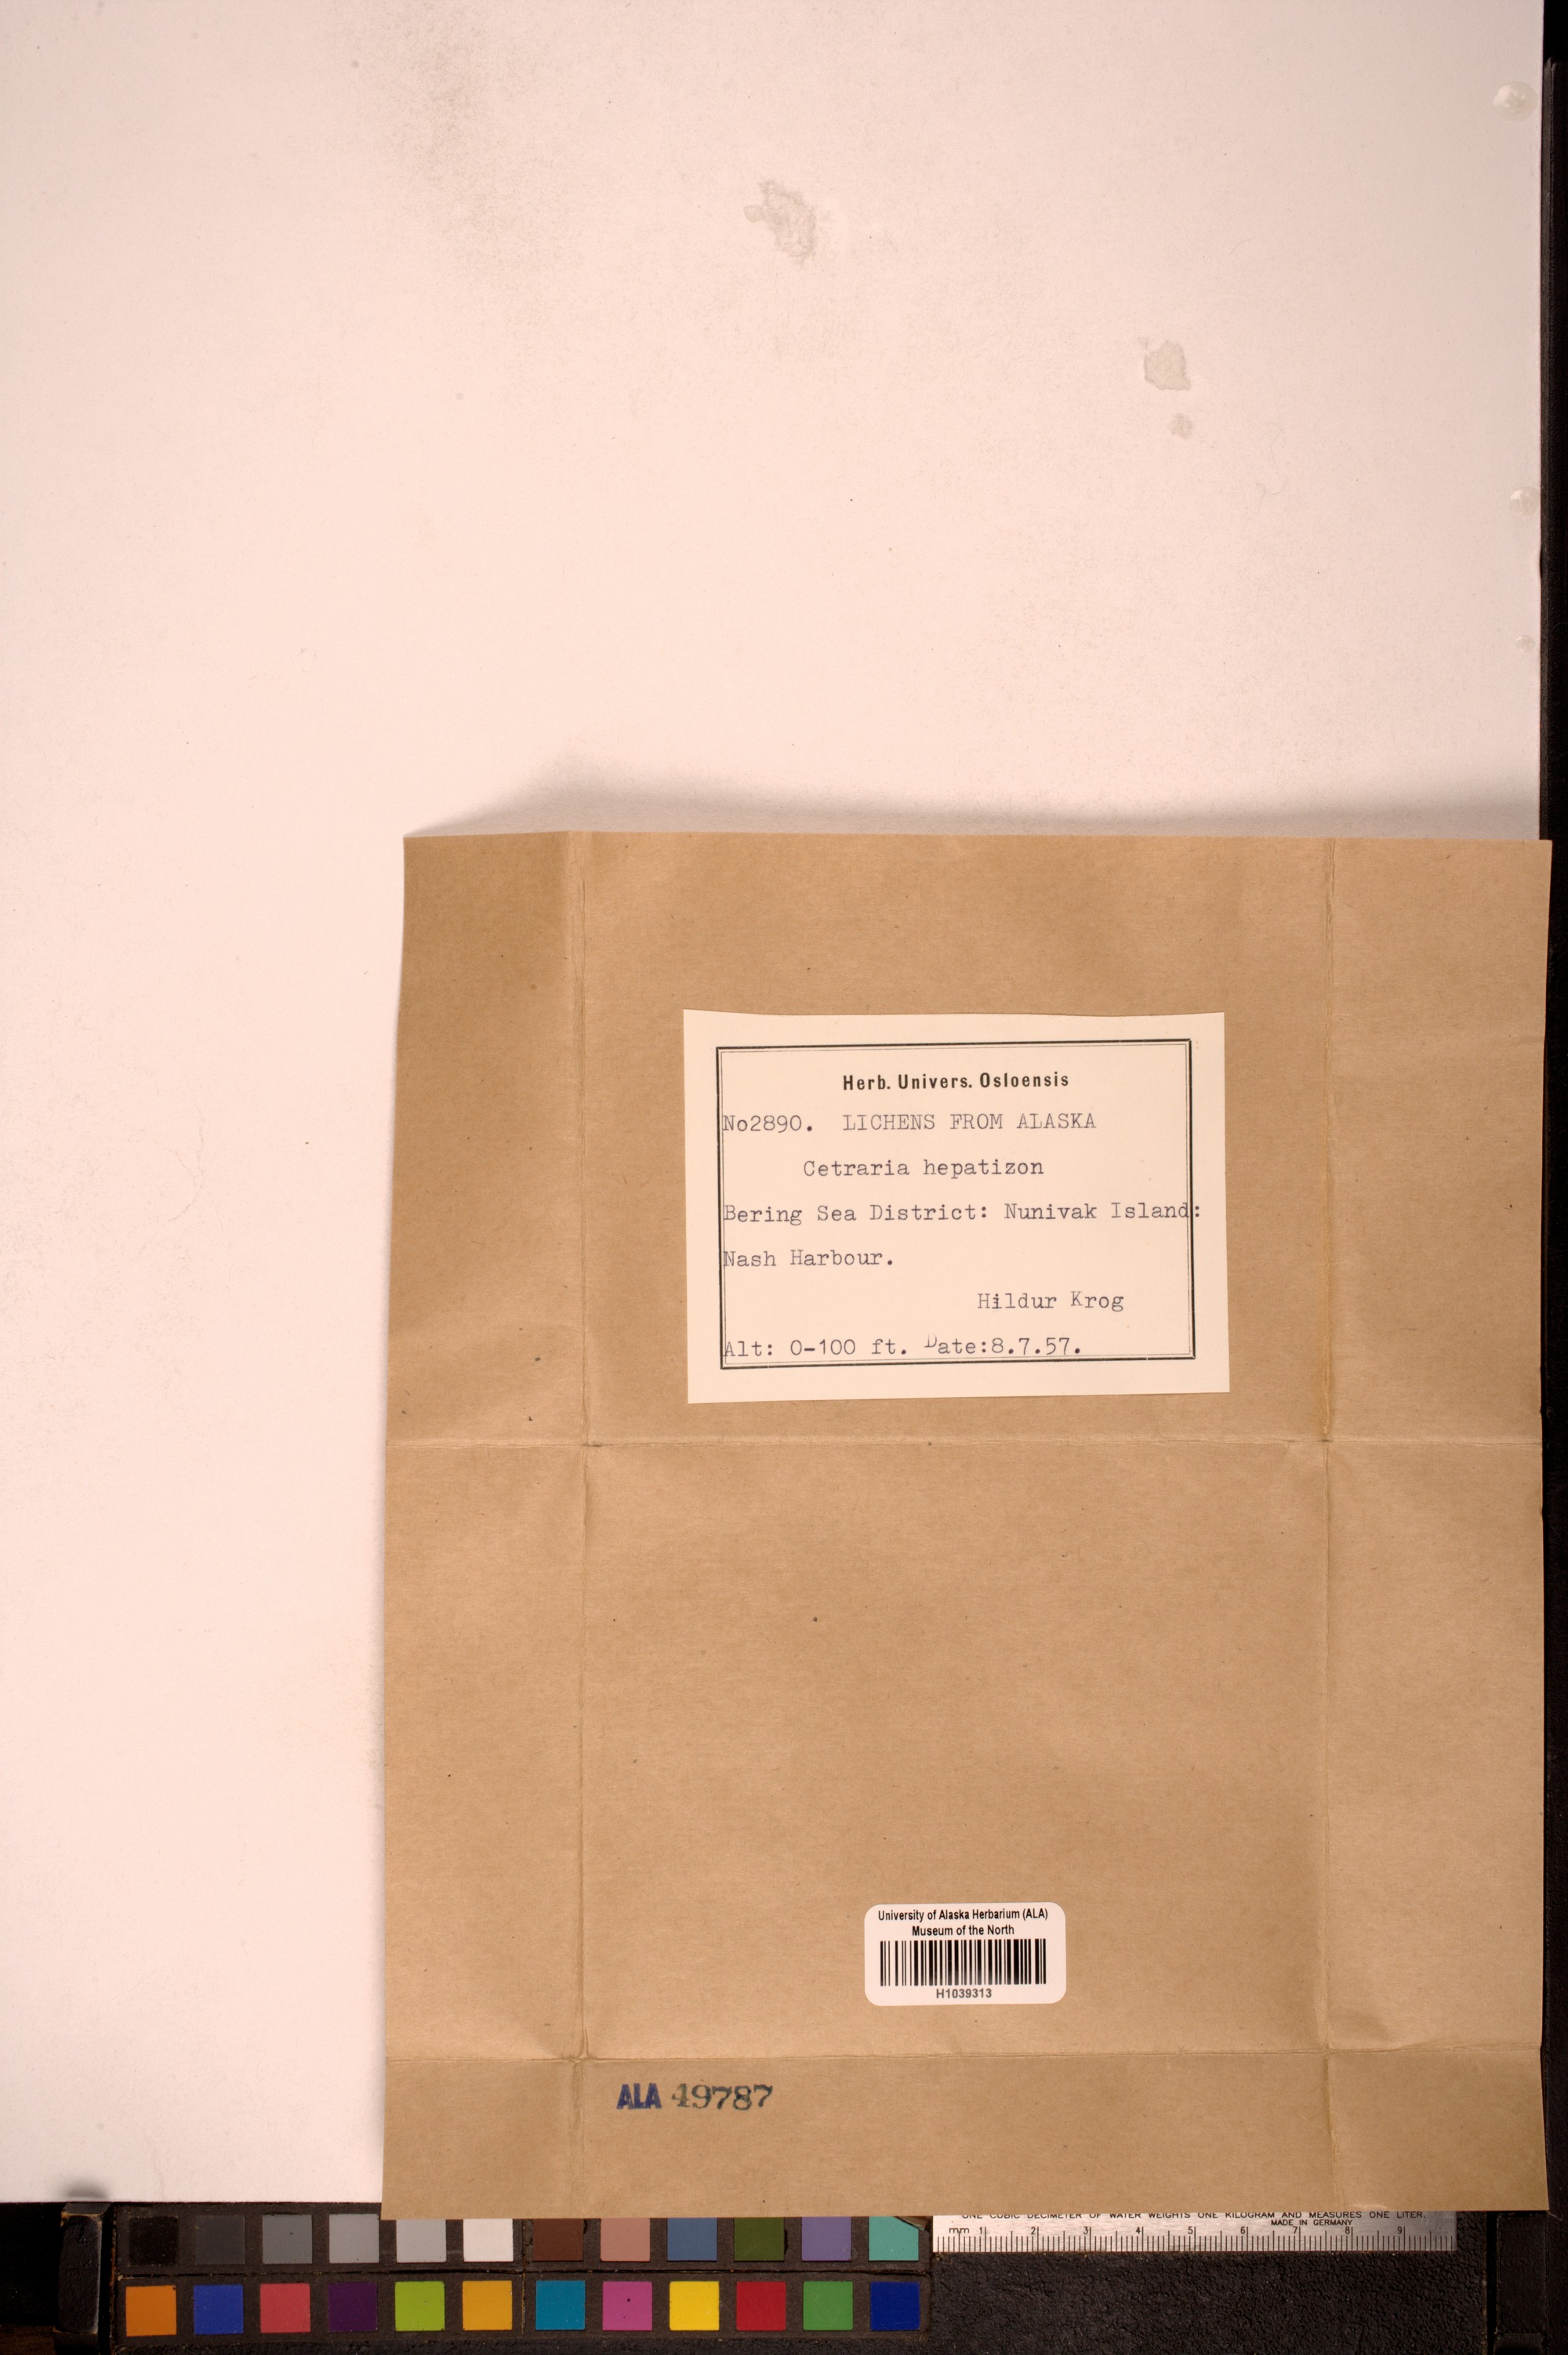 Herb. Univers. Osloensis
No2890. LICHENS FROM ALASKA
Cetraria hepatizon
Bering Sea District: Nunivak Island:
Nash Harbour.
Hildur Krog
Alt: 0-100 ft. Date:8.7.57.
University of Alaska Herbarium (ALA)
Museum of the North
H1039313
ALA 49787
ONE CUBIC DECIMETER OF WATER WEIGHTS ONE KILOGRAM AND MEASURES ONE LITER.
MADE IN GERMANY
mm 1 2 3 4 5 6 7 8 9